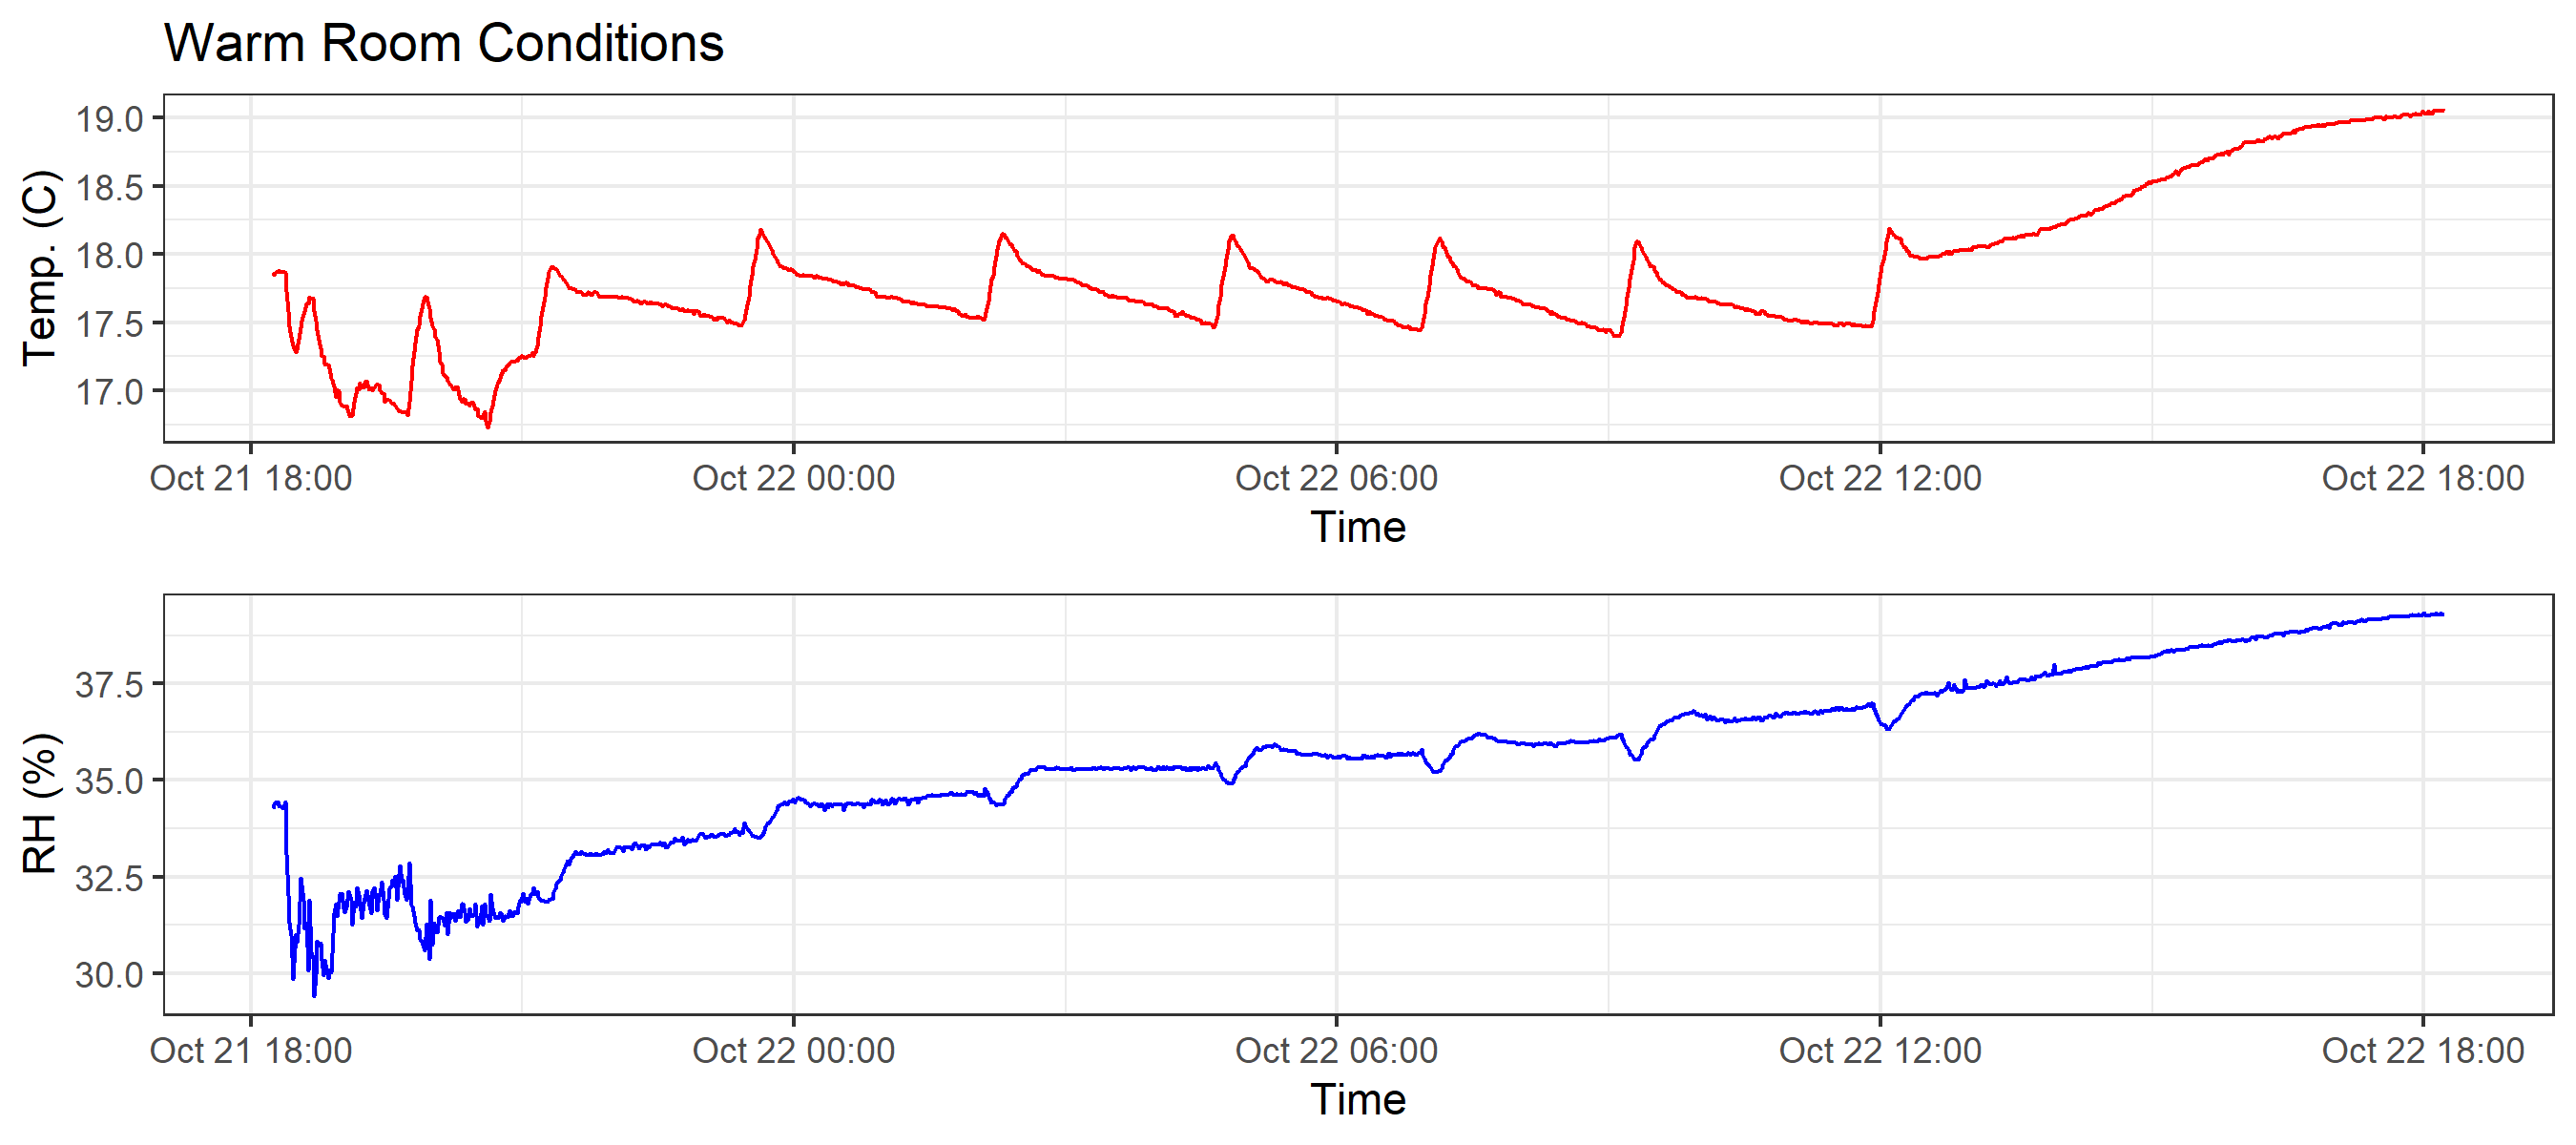 Warm Room Conditions
Temp. (C)
19.0
18.5
18.0
17.5
17.0
Oct 21 18:00 Oct 22 00:00 Oct 22 06:00 Oct 22 12:00 Oct 22 18:00
Time
RH (%)
37.5
35.0
32.5
30.0
Oct 21 18:00 Oct 22 00:00 Oct 22 06:00 Oct 22 12:00 Oct 22 18:00
Time